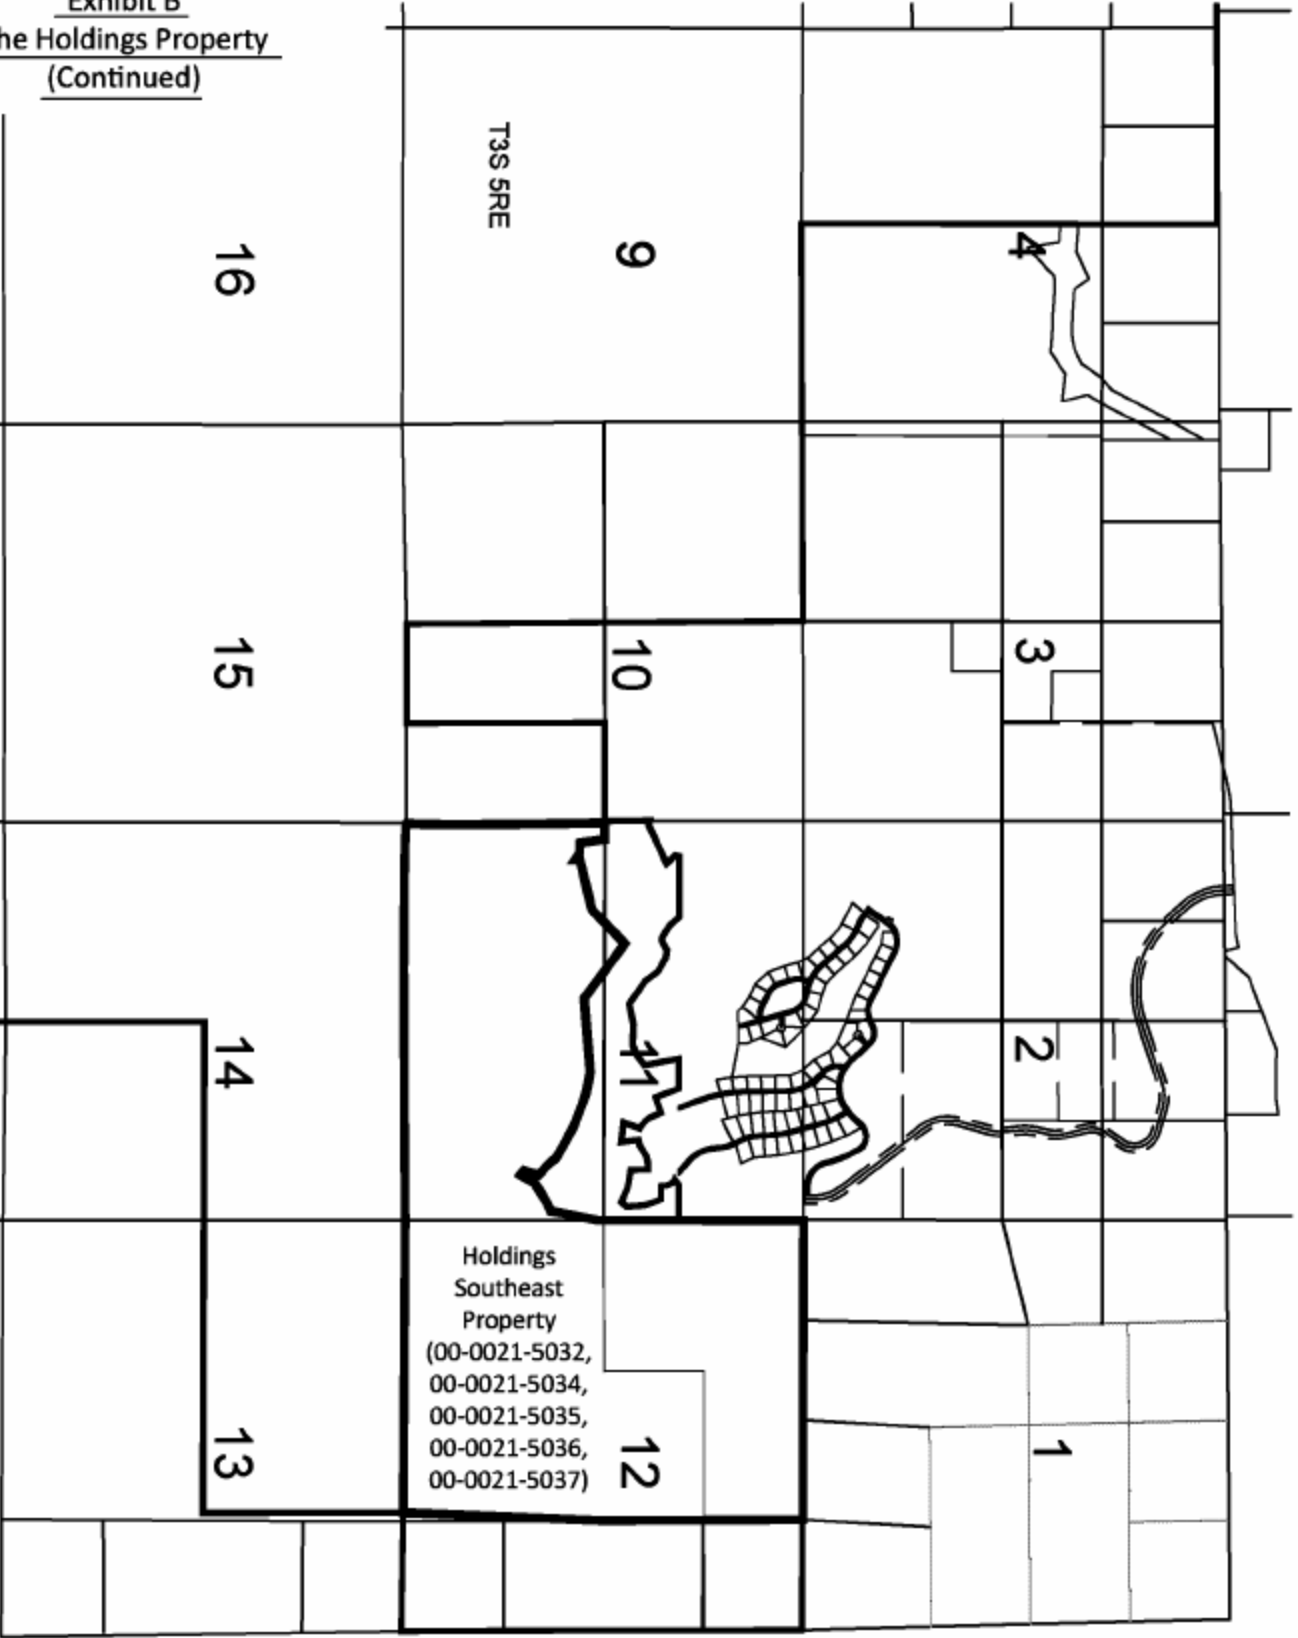 Exhibit B
he Holdings Property
(Continued)
T3S 5RE
16
9
4
15
10
3
14
11
2
Holdings
Southeast
Property
(00-0021-5032,
00-0021-5034,
00-0021-5035,
00-0021-5036,
00-0021-5037)
13
12
1